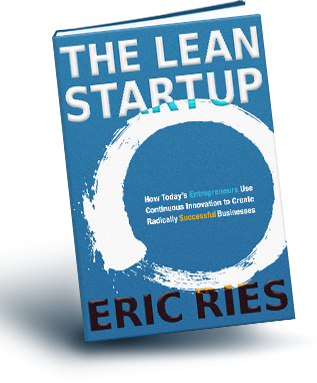 THE LEAN
STARTUP
How Today's Entrepreneurs Use
Continuous Innovation to Create
Radically Successful Businesses
ERIC RIES